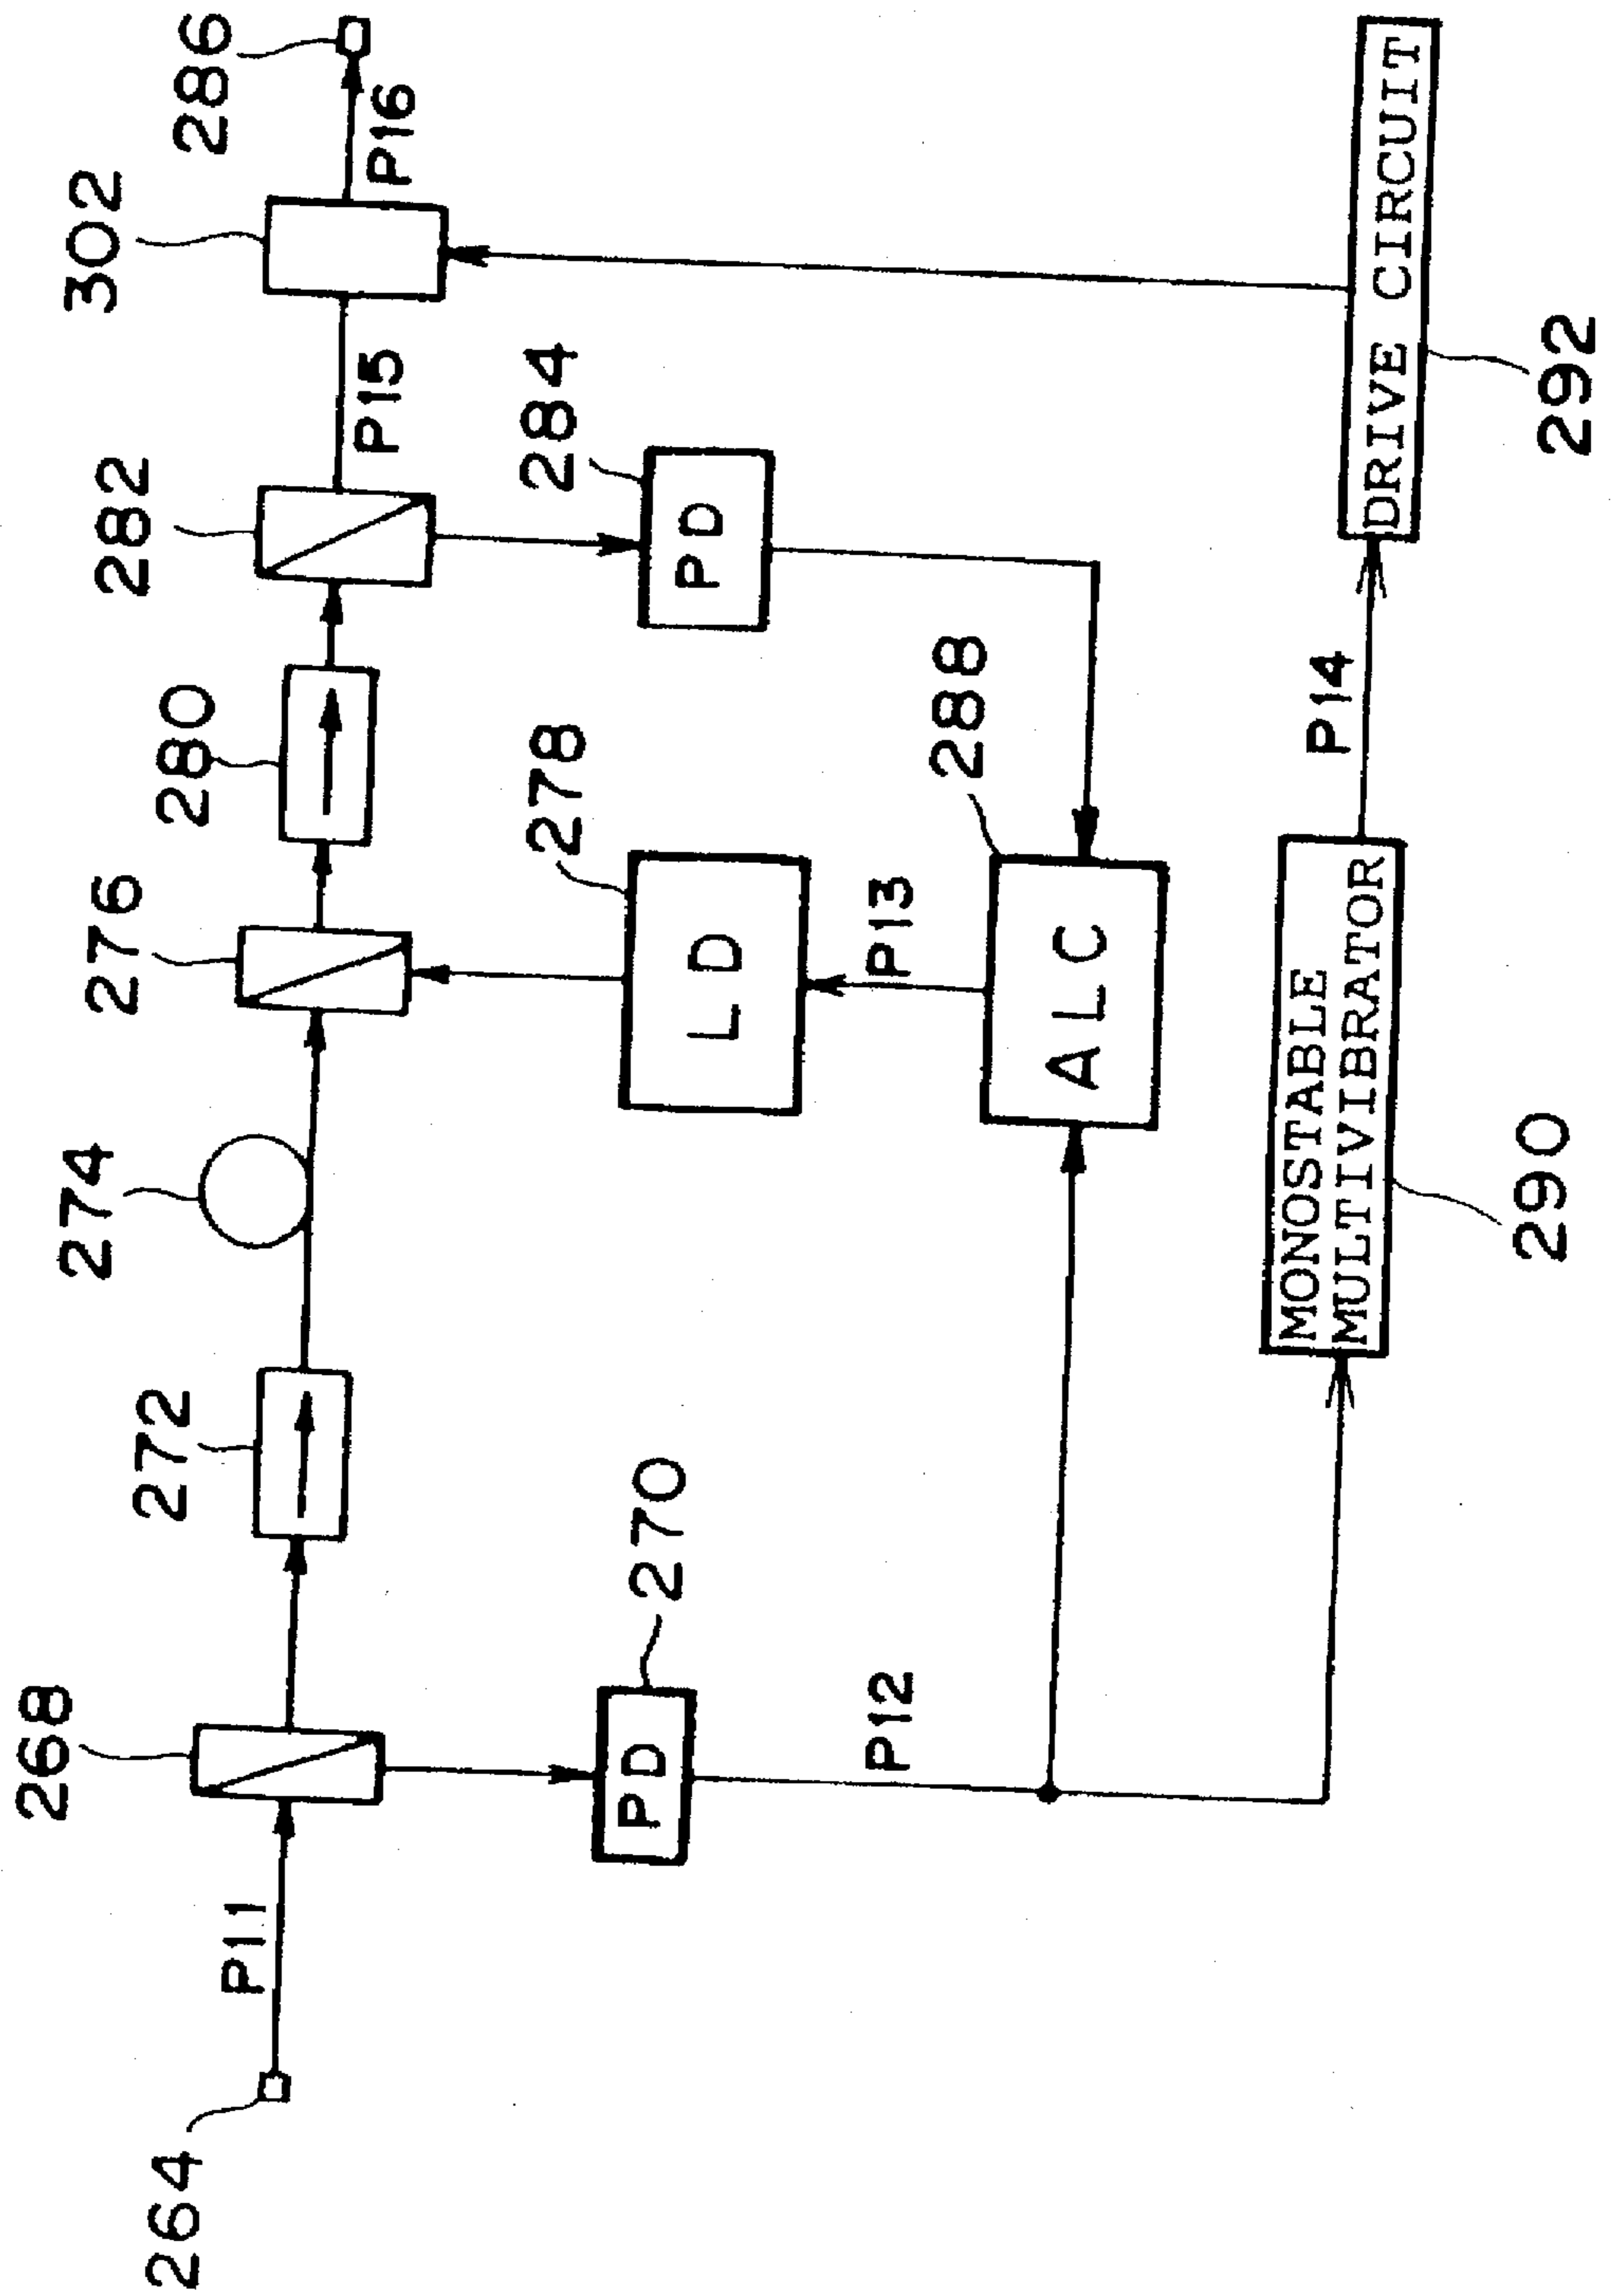 264
P11
268
272
274
276
280
282
P15
302
P16
286
PD
270
LD
278
PD
284
P12
P13
ALC
288
MONOSTABLE
MULTIVIBRATOR
290
P14
DRIVE CIRCUIT
292